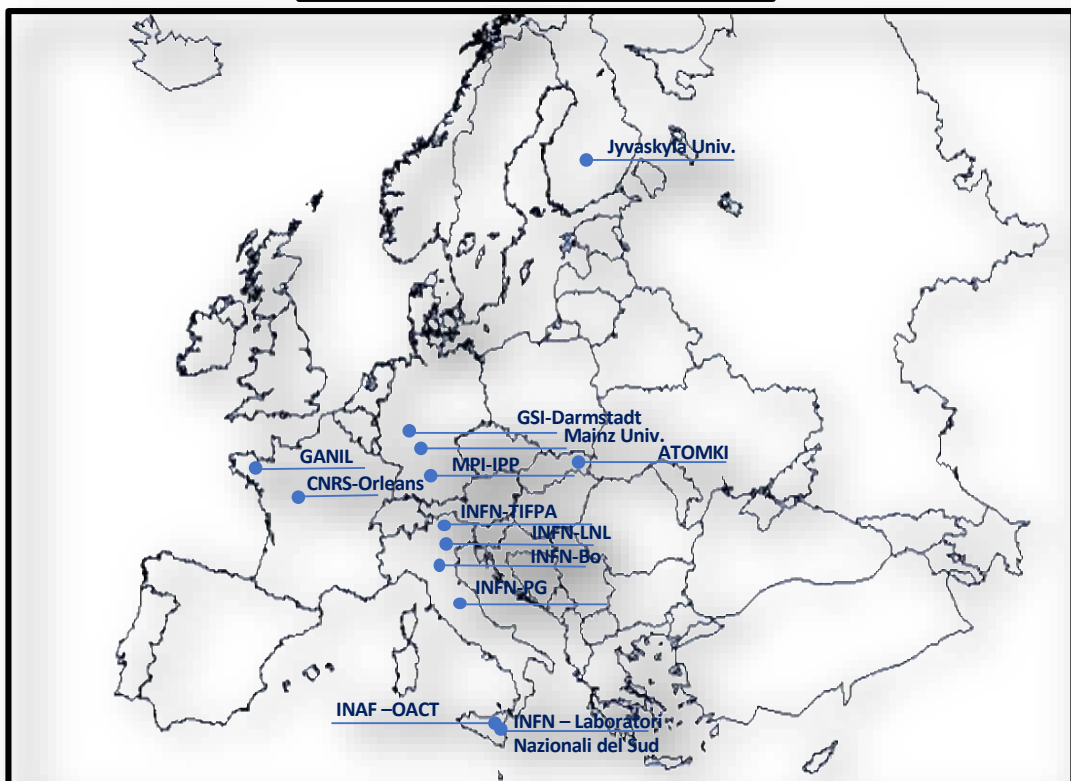 Jyvaskyla Univ.
GSI-Darmstadt
Mainz Univ.
GANIL
MPI-IPP
ATOMKI
CNRS-Orleans
INFN-TIFPA
INFN-LNL
INFN-Bo
INFN-PG
INAF –OACT
INFN – Laboratori
Nazionali del Sud